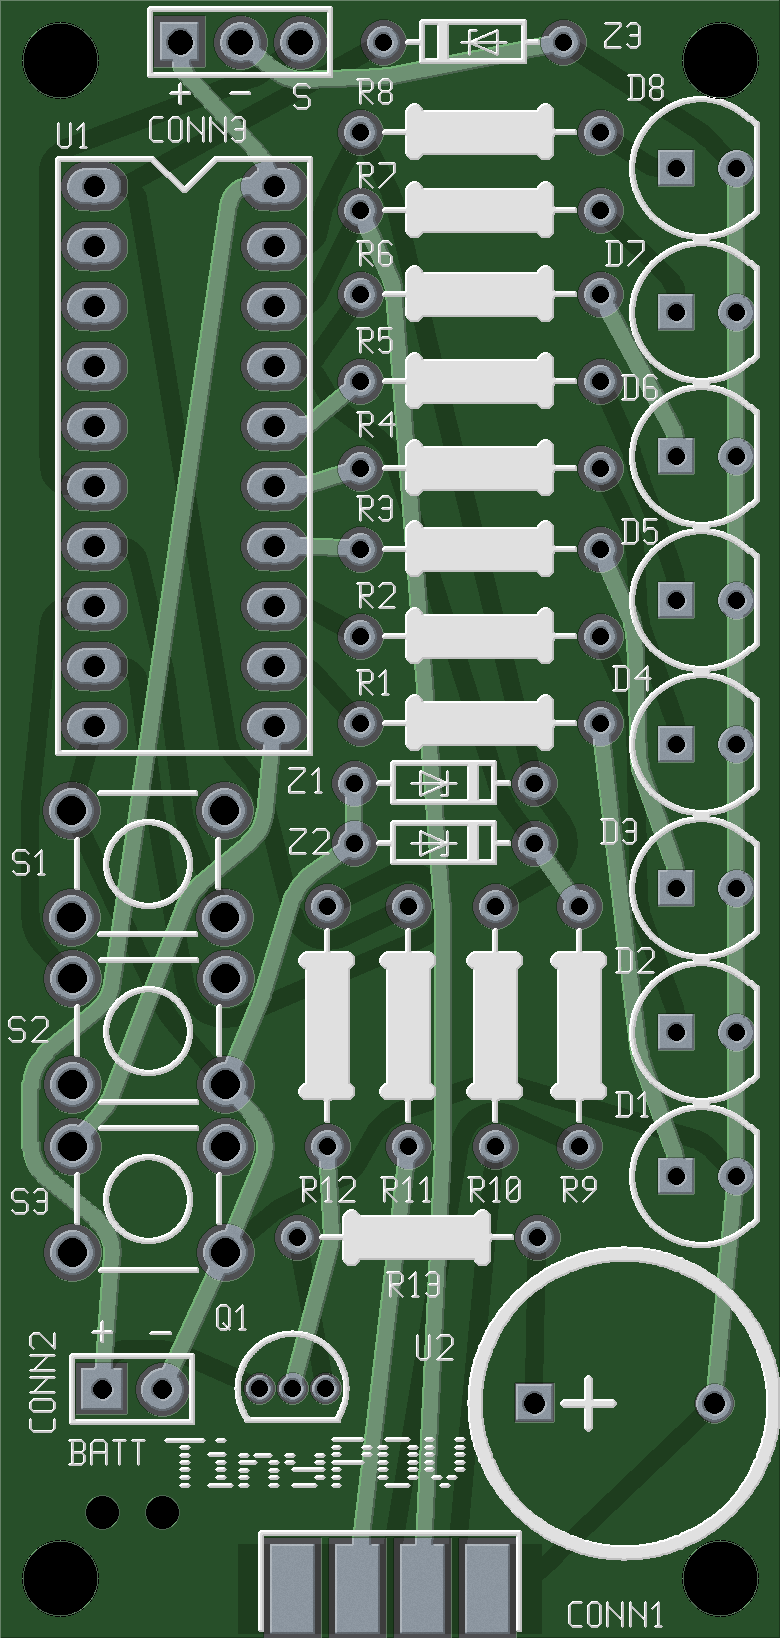 Z3
+ − S
R8
D8
CONN3
U1
R7
R6
D7
R5
D6
R4
R3
D5
R2
R1
D4
Z1
Z2
D3
S1
D2
S2
D1
R12 R11 R10 R9
S3
R13
Q1
+ −
U2
CONN2
+
BATT
TinyPOV
CONN1